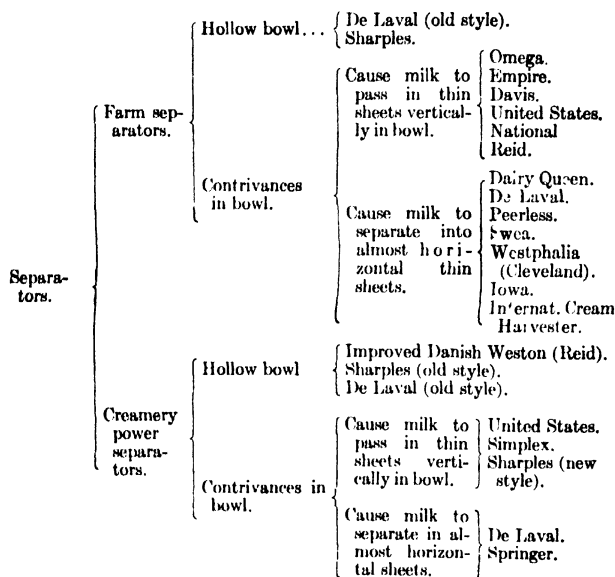 De Laval (old style).
Hollow bowl...
Sharples.
Omega.
Cause milk to
Empire.
pass in thin
Davis.
Farm sep-
sheets vertical-
United States.
arators.
ly in bowl.
National
Reid.
Contrivances
in bowl.
Dairy Queen.
De Laval.
Cause milk to
Peerless.
separate into
Swea.
almost hori-
Westphalia
zontal thin
(Cleveland).
Separa-
sheets.
Iowa.
tors.
Internat. Cream
Harvester.
Improved Danish Weston (Reid).
Hollow bowl
Sharples (old style).
De Laval (old style).
Creamery
Cause milk to
United States.
power
pass in thin
Simplex.
separa-
sheets verti-
Sharples (new
tors.
cally in bowl.
style).
Contrivances in
bowl.
Cause milk to
separate in al-
De Laval.
most horizon-
Springer.
tal sheets.